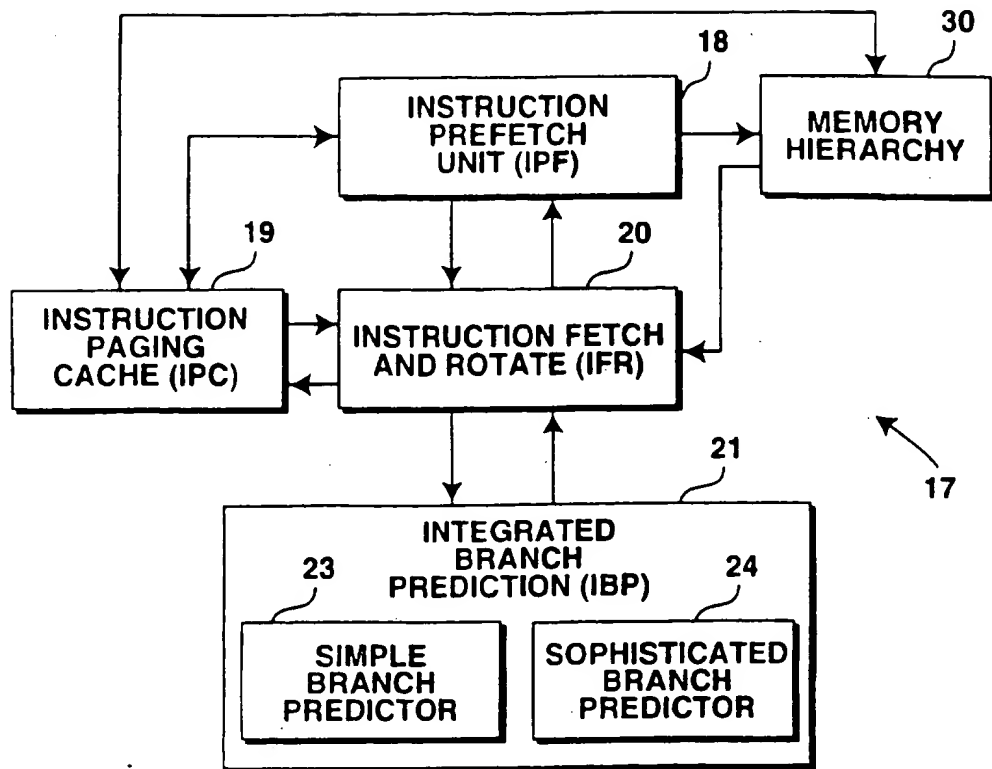 30
18
INSTRUCTION
PREFETCH
UNIT (IPF)
MEMORY
HIERARCHY
19
20
INSTRUCTION
PAGING
CACHE (IPC)
INSTRUCTION FETCH
AND ROTATE (IFR)
21
17
INTEGRATED
BRANCH
PREDICTION (IBP)
23
24
SIMPLE
BRANCH
PREDICTOR
SOPHISTICATED
BRANCH
PREDICTOR